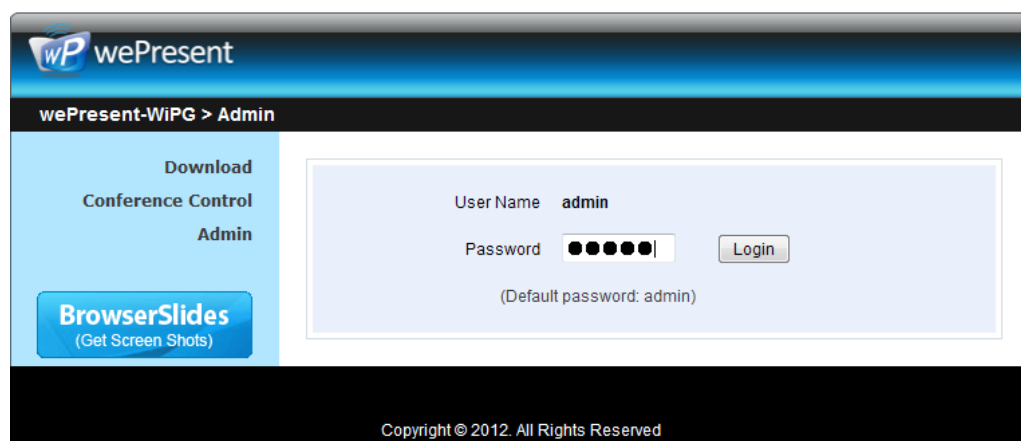 wP wePresent
wePresent-WiPG > Admin
Download
Conference Control
Admin
BrowserSlides
(Get Screen Shots)
User Name admin
Password ●●●●● Login
(Default password: admin)
Copyright © 2012. All Rights Reserved